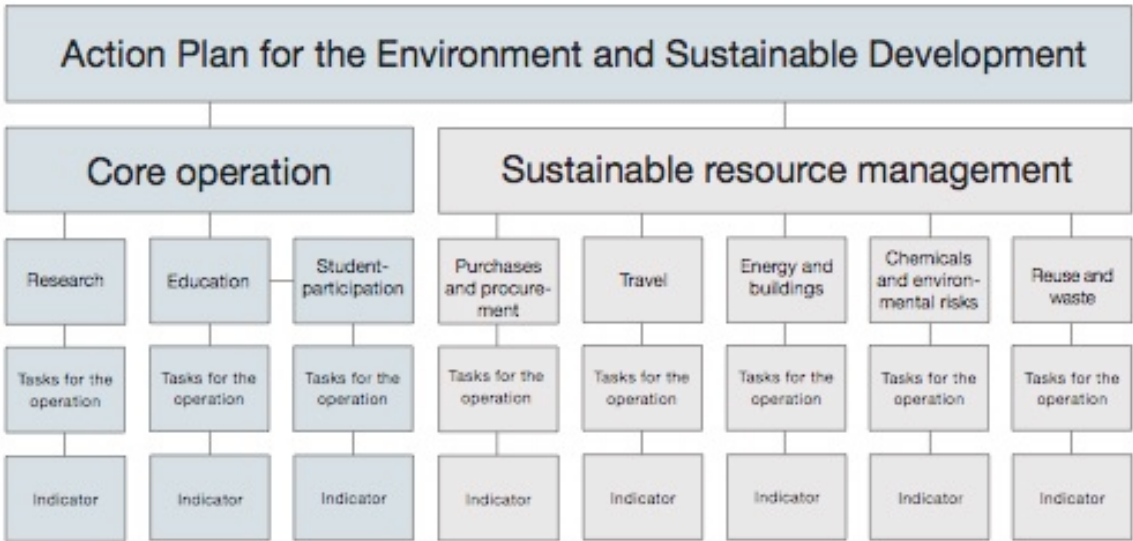 Action Plan for the Environment and Sustainable Development
Core operation
Sustainable resource management
Research
Education
Student-
participation
Purchases
and procure-
ment
Travel
Energy and
buildings
Chemicals
and environ-
mental risks
Reuse and
waste
Tasks for the
operation
Tasks for the
operation
Tasks for the
operation
Tasks for the
operation
Tasks for the
operation
Tasks for the
operation
Tasks for the
operation
Tasks for the
operation
Indicator
Indicator
Indicator
Indicator
Indicator
Indicator
Indicator
Indicator